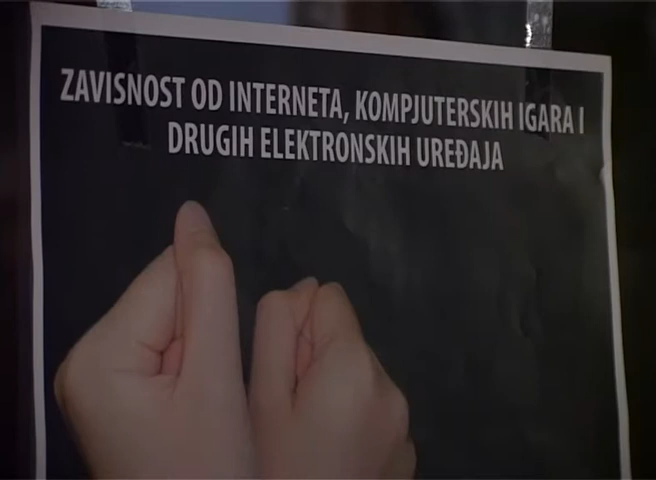 ZAVISNOST OD INTERNETA, KOMPJUTERSKIH IGARA I
DRUGIH ELEKTRONSKIH UREĐAJA